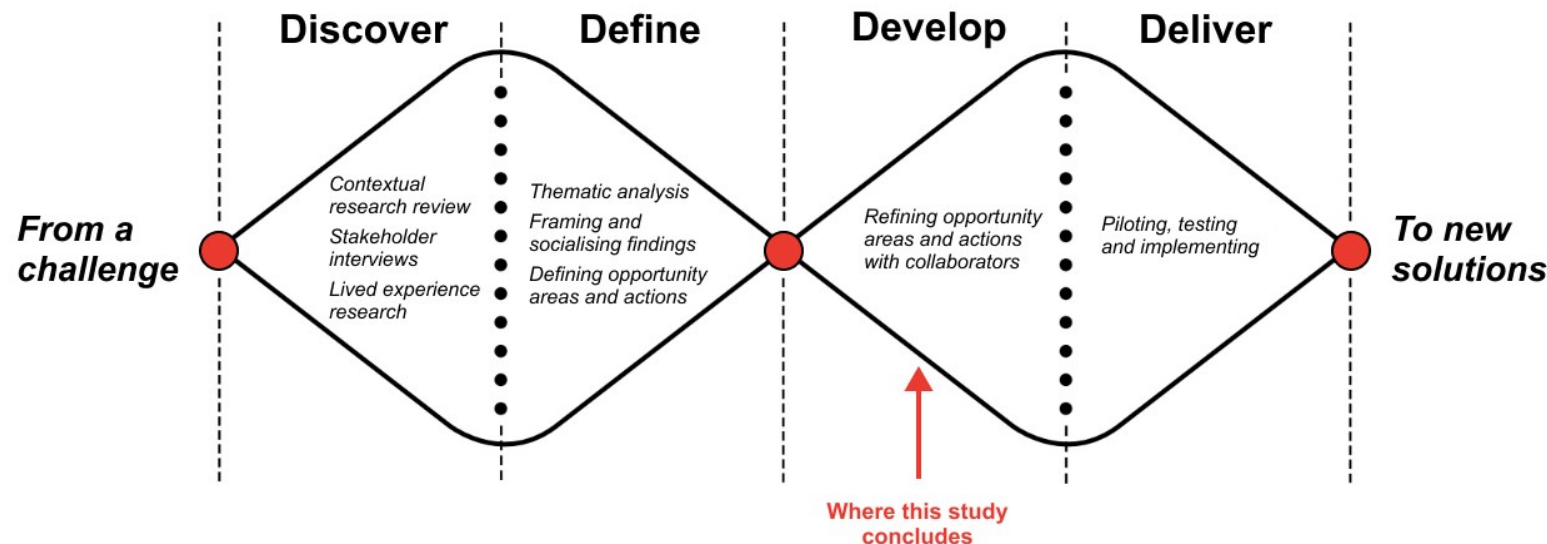 Discover
Define
Develop
Deliver
From a
challenge
Contextual
research review
Stakeholder
interviews
Lived experience
research
Thematic analysis
Framing and
socialising findings
Defining opportunity
areas and actions
Refining opportunity
areas and actions
with collaborators
Piloting, testing
and implementing
To new
solutions
Where this study
concludes